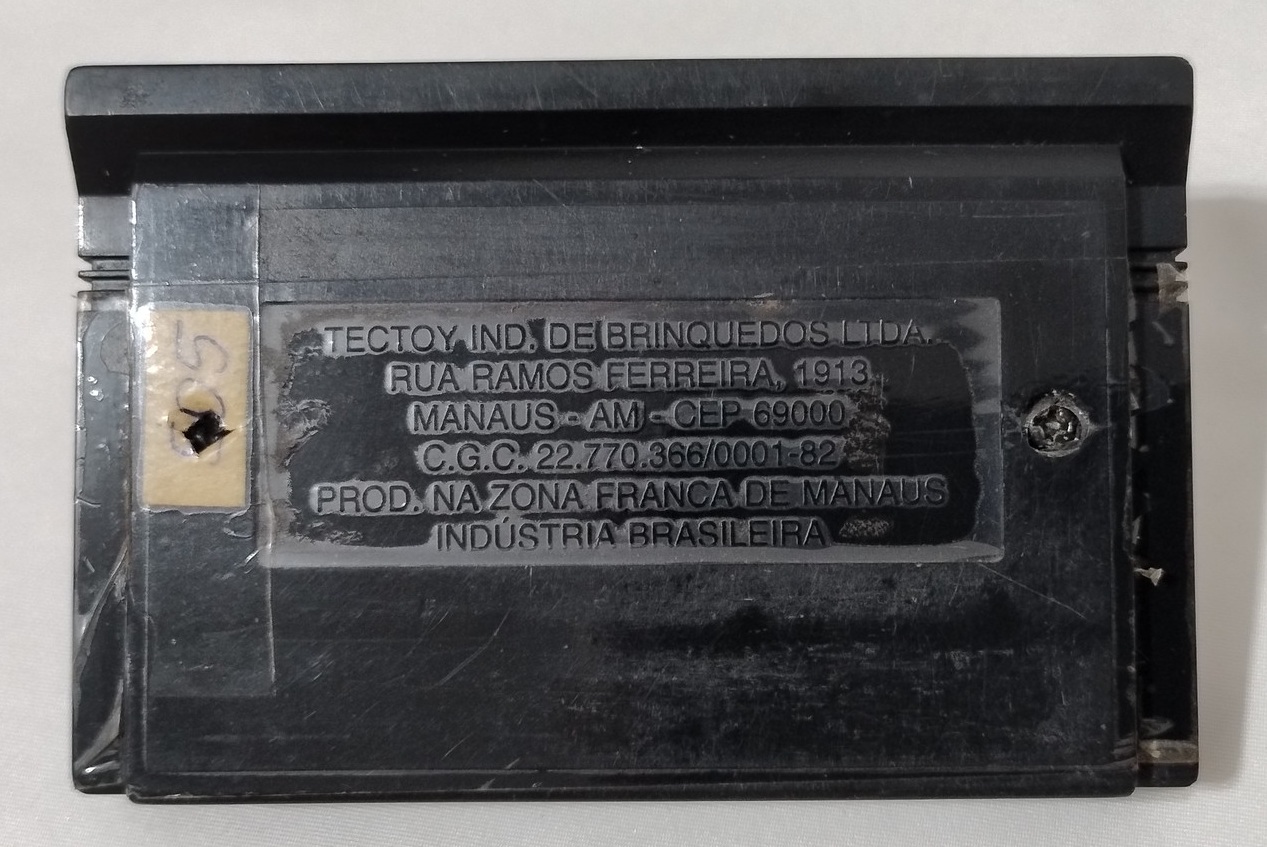 TECTOY IND. DE BRINQUEDOS LTDA.
RUA RAMOS FERREIRA, 1913
MANAUS - AM - CEP 69000
C.G.C. 22.770.366/0001-82
PROD. NA ZONA FRANCA DE MANAUS
INDÚSTRIA BRASILEIRA